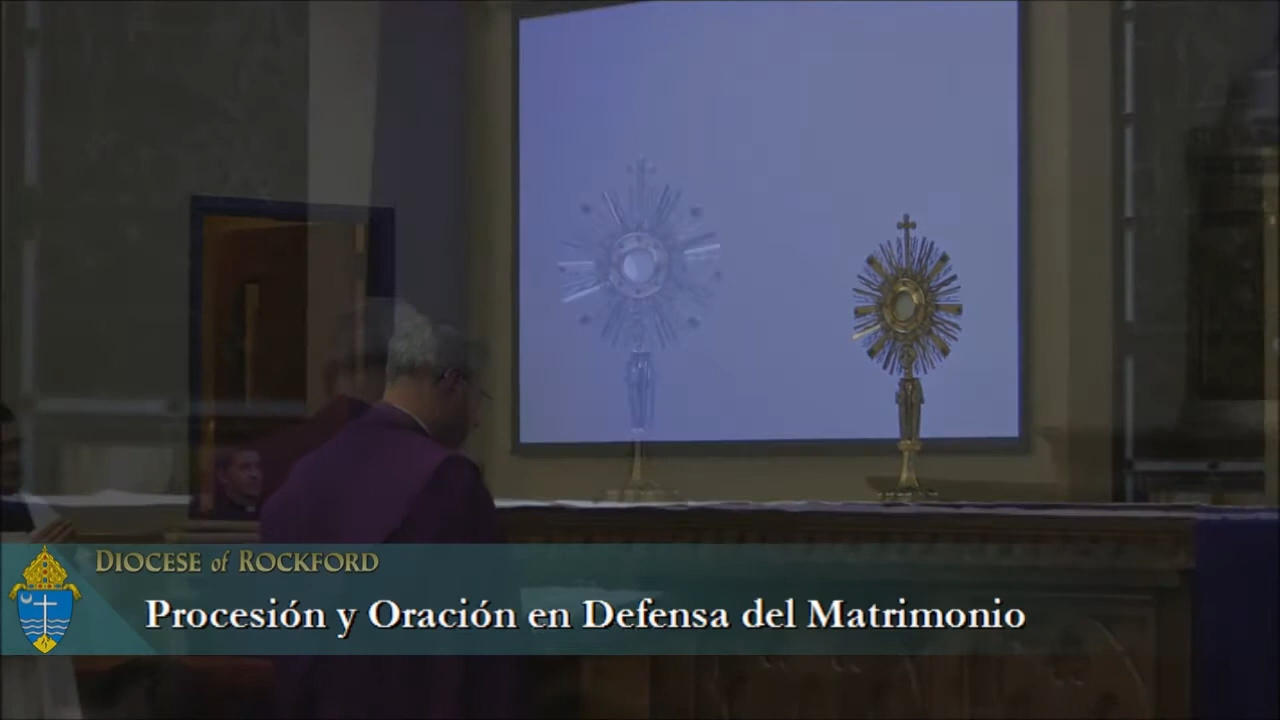 DIOCESE of ROCKFORD
Procesión y Oración en Defensa del Matrimonio